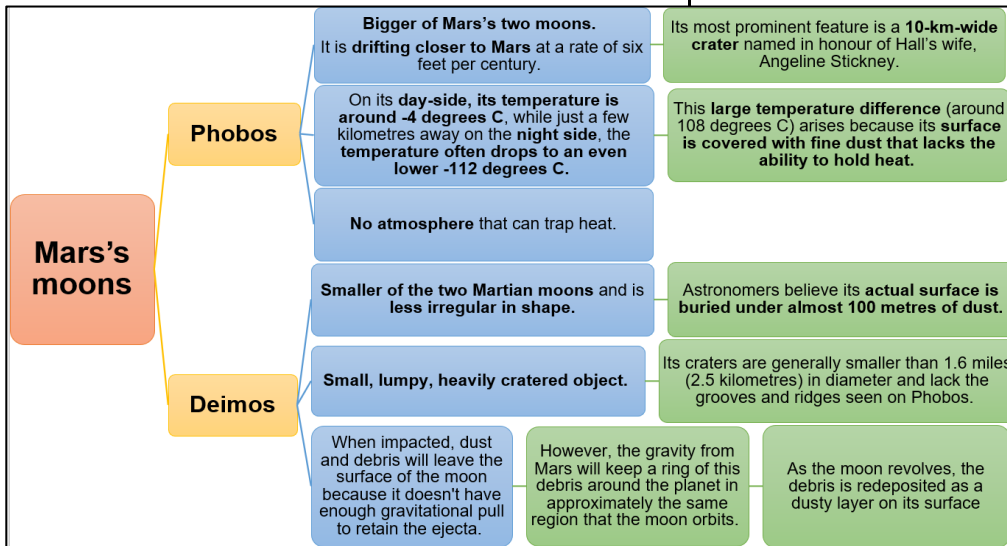 Mars's
moons
Phobos
Bigger of Mars's two moons.
It is drifting closer to Mars at a rate of six
feet per century.
Its most prominent feature is a 10-km-wide
crater named in honour of Hall's wife,
Angeline Stickney.
On its day-side, its temperature is
around -4 degrees C, while just a few
kilometres away on the night side, the
temperature often drops to an even
lower -112 degrees C.
This large temperature difference (around
108 degrees C) arises because its surface
is covered with fine dust that lacks the
ability to hold heat.
No atmosphere that can trap heat.
Deimos
Smaller of the two Martian moons and is
less irregular in shape.
Astronomers believe its actual surface is
buried under almost 100 metres of dust.
Small, lumpy, heavily cratered object.
Its craters are generally smaller than 1.6 miles
(2.5 kilometres) in diameter and lack the
grooves and ridges seen on Phobos.
When impacted, dust
and debris will leave the
surface of the moon
because it doesn't have
enough gravitational pull
to retain the ejecta.
However, the gravity from
Mars will keep a ring of this
debris around the planet in
approximately the same
region that the moon orbits.
As the moon revolves, the
debris is redeposited as a
dusty layer on its surface